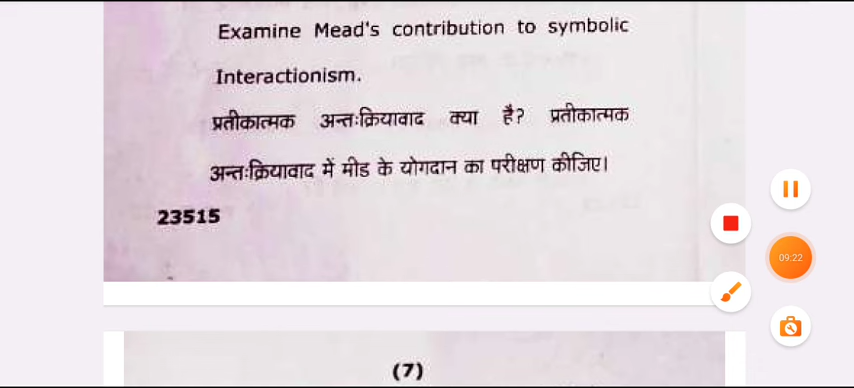 Examine Mead's contribution to symbolic
Interactionism.
प्रतीकात्मक अन्तःक्रियावाद क्या है? प्रतीकात्मक
अन्तःक्रियावाद में मीड के योगदान का परीक्षण कीजिए।
23515
09:22
(7)